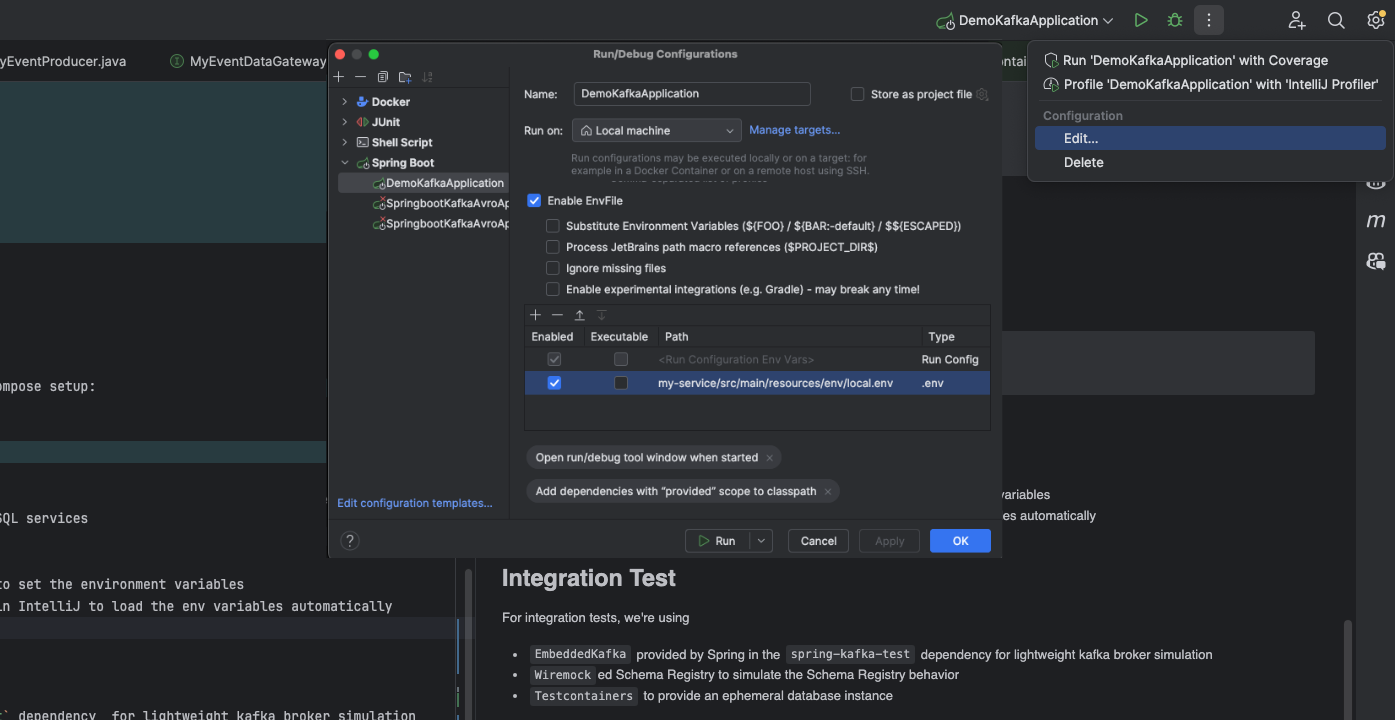 DemoKafkaApplication
yEventProducer.java
MyEventDataGateway
Run/Debug Configurations
Run 'DemoKafkaApplication' with Coverage
Profile 'DemoKafkaApplication' with 'IntelliJ Profiler'
Configuration
Edit...
Delete
Docker
JUnit
Shell Script
Spring Boot
DemoKafkaApplication
SpringbootKafkaAvroAp
SpringbootKafkaAvroAp
Edit configuration templates...
Name:
DemoKafkaApplication
Store as project file
Run on:
Local machine
Manage targets...
Run configurations may be executed locally or on a target: for
example in a Docker Container or on a remote host using SSH.
Enable EnvFile
Substitute Environment Variables (${FOO} / ${BAR:-default} / $${ESCAPED})
Process JetBrains path macro references ($PROJECT_DIR$)
Ignore missing files
Enable experimental integrations (e.g. Gradle) - may break any time!
Enabled Executable Path Type
<Run Configuration Env Vars> Run Config
my-service/src/main/resources/env/local.env .env
Open run/debug tool window when started
Add dependencies with “provided” scope to classpath
? Run Cancel Apply OK
ompose setup:
SQL services
to set the environment variables
in IntelliJ to load the env variables automatically
` dependency for lightweight kafka broker simulation
ntai
variables
es automatically
m
Integration Test
For integration tests, we're using
• EmbeddedKafka provided by Spring in the spring-kafka-test dependency for lightweight kafka broker simulation
• Wiremock ed Schema Registry to simulate the Schema Registry behavior
• Testcontainers to provide an ephemeral database instance